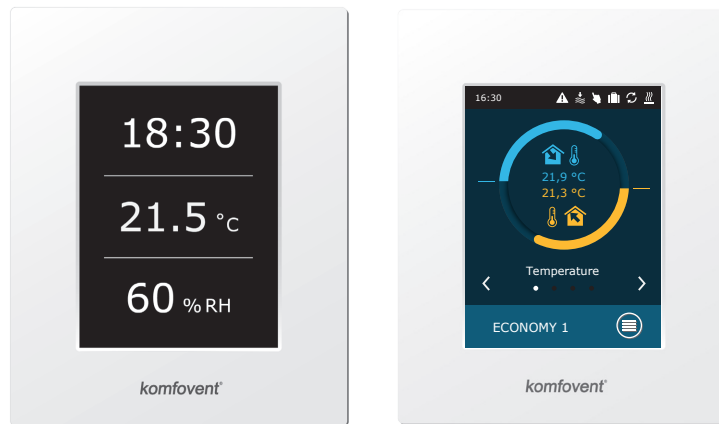 18:30
21.5 °C
60 % RH
komfovent®
16:30
21,9 °C
21,3 °C
Temperature
ECONOMY 1
komfovent®